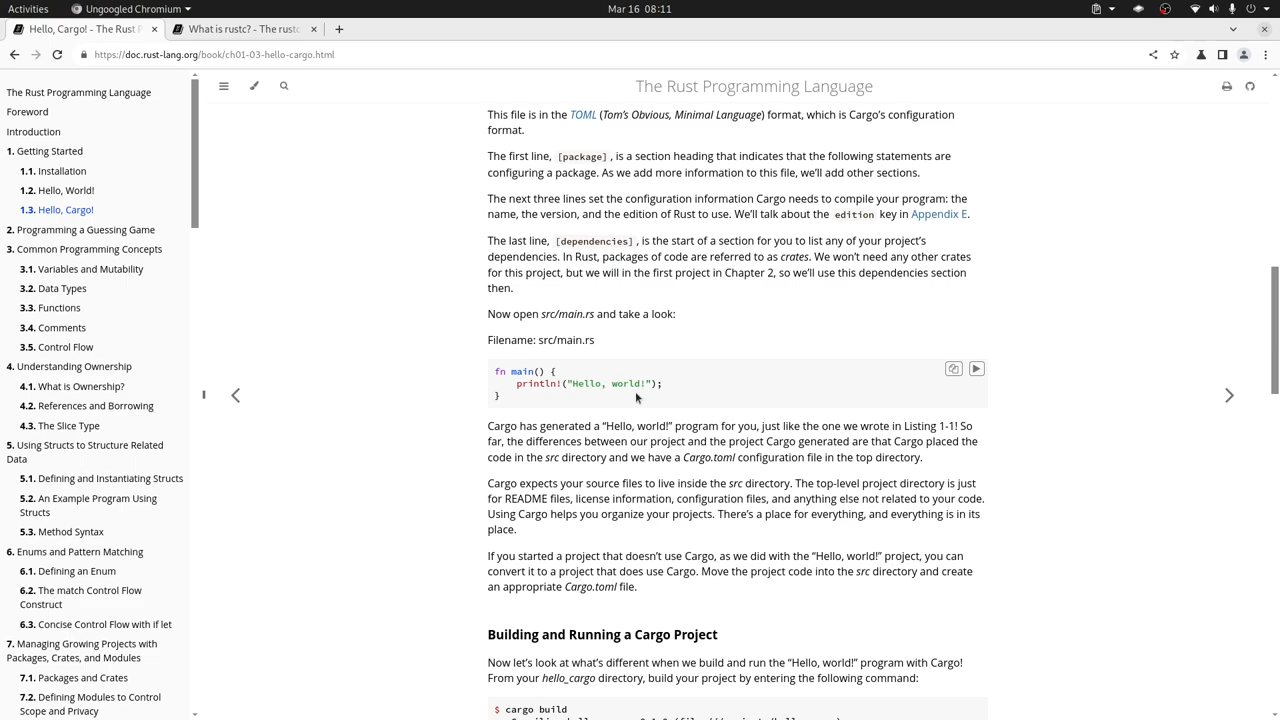 Activities
Ungoogled Chromium
Mar 16 08:11
Hello, Cargo! - The Rust P
What is rustc? - The rustc
https://doc.rust-lang.org/book/ch01-03-hello-cargo.html
The Rust Programming Language
Foreword
Introduction
1. Getting Started
1.1. Installation
1.2. Hello, World!
1.3. Hello, Cargo!
2. Programming a Guessing Game
3. Common Programming Concepts
3.1. Variables and Mutability
3.2. Data Types
3.3. Functions
3.4. Comments
3.5. Control Flow
4. Understanding Ownership
4.1. What is Ownership?
4.2. References and Borrowing
4.3. The Slice Type
5. Using Structs to Structure Related
Data
5.1. Defining and Instantiating Structs
5.2. An Example Program Using
Structs
5.3. Method Syntax
6. Enums and Pattern Matching
6.1. Defining an Enum
6.2. The match Control Flow
Construct
6.3. Concise Control Flow with if let
7. Managing Growing Projects with
Packages, Crates, and Modules
7.1. Packages and Crates
7.2. Defining Modules to Control
Scope and Privacy
The Rust Programming Language
This file is in the TOML (Tom’s Obvious, Minimal Language) format, which is Cargo’s configuration
format.
The first line, [package], is a section heading that indicates that the following statements are
configuring a package. As we add more information to this file, we’ll add other sections.
The next three lines set the configuration information Cargo needs to compile your program: the
name, the version, and the edition of Rust to use. We’ll talk about the edition key in Appendix E.
The last line, [dependencies], is the start of a section for you to list any of your project’s
dependencies. In Rust, packages of code are referred to as crates. We won’t need any other crates
for this project, but we will in the first project in Chapter 2, so we’ll use this dependencies section
then.
Now open src/main.rs and take a look:
Filename: src/main.rs
fn main() {
println!("Hello, world!");
}
Cargo has generated a “Hello, world!” program for you, just like the one we wrote in Listing 1-1! So
far, the differences between our project and the project Cargo generated are that Cargo placed the
code in the src directory and we have a Cargo.toml configuration file in the top directory.
Cargo expects your source files to live inside the src directory. The top-level project directory is just
for README files, license information, configuration files, and anything else not related to your code.
Using Cargo helps you organize your projects. There’s a place for everything, and everything is in its
place.
If you started a project that doesn’t use Cargo, as we did with the “Hello, world!” project, you can
convert it to a project that does use Cargo. Move the project code into the src directory and create
an appropriate Cargo.toml file.
Building and Running a Cargo Project
Now let’s look at what’s different when we build and run the “Hello, world!” program with Cargo!
From your hello_cargo directory, build your project by entering the following command:
$ cargo build